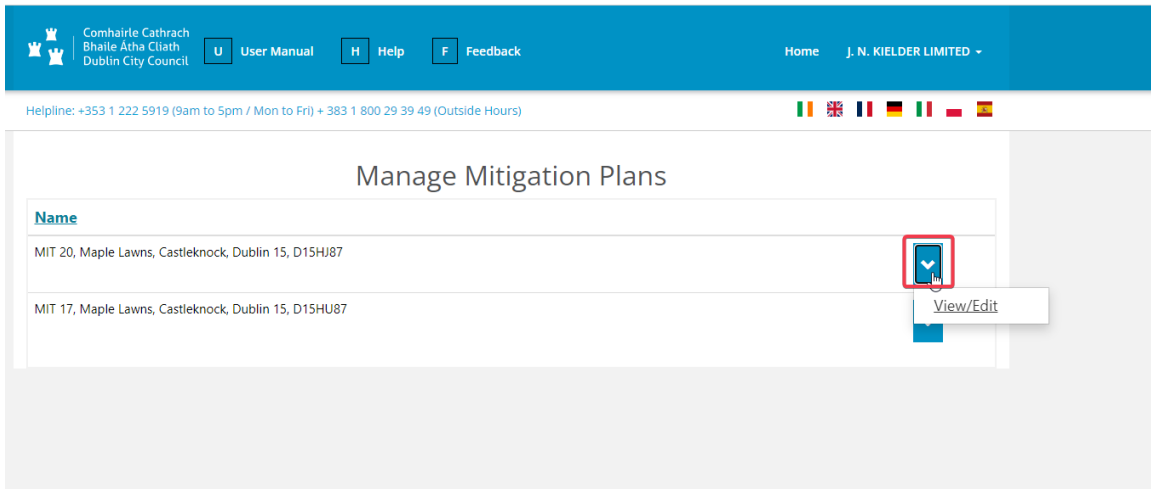 Comhairle Cathrach
Bhaile Átha Cliath
Dublin City Council
U User Manual H Help F Feedback Home J. N. KIELDER LIMITED
Helpline: +353 1 222 5919 (9am to 5pm / Mon to Fri) + 383 1 800 29 39 49 (Outside Hours)
Manage Mitigation Plans
Name
MIT 20, Maple Lawns, Castleknock, Dublin 15, D15HJ87
View/Edit
MIT 17, Maple Lawns, Castleknock, Dublin 15, D15HU87